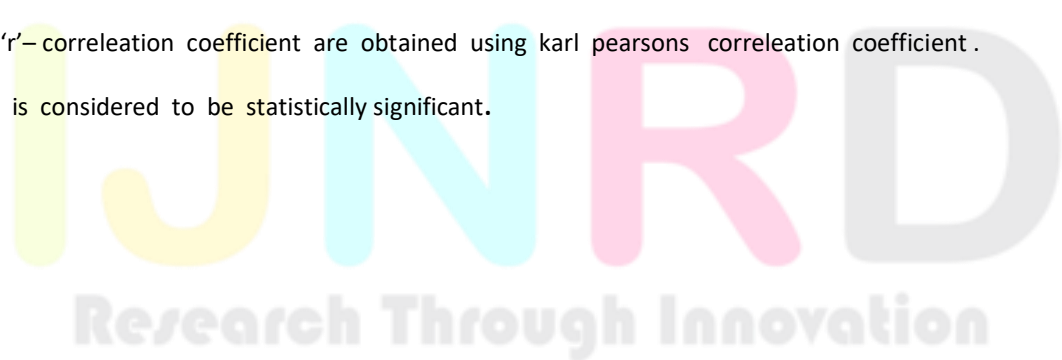 ‘r’– correleation coefficient are obtained using karl pearsons correleation coefficient .
is considered to be statistically significant.
IJNRD
Research Through Innovation